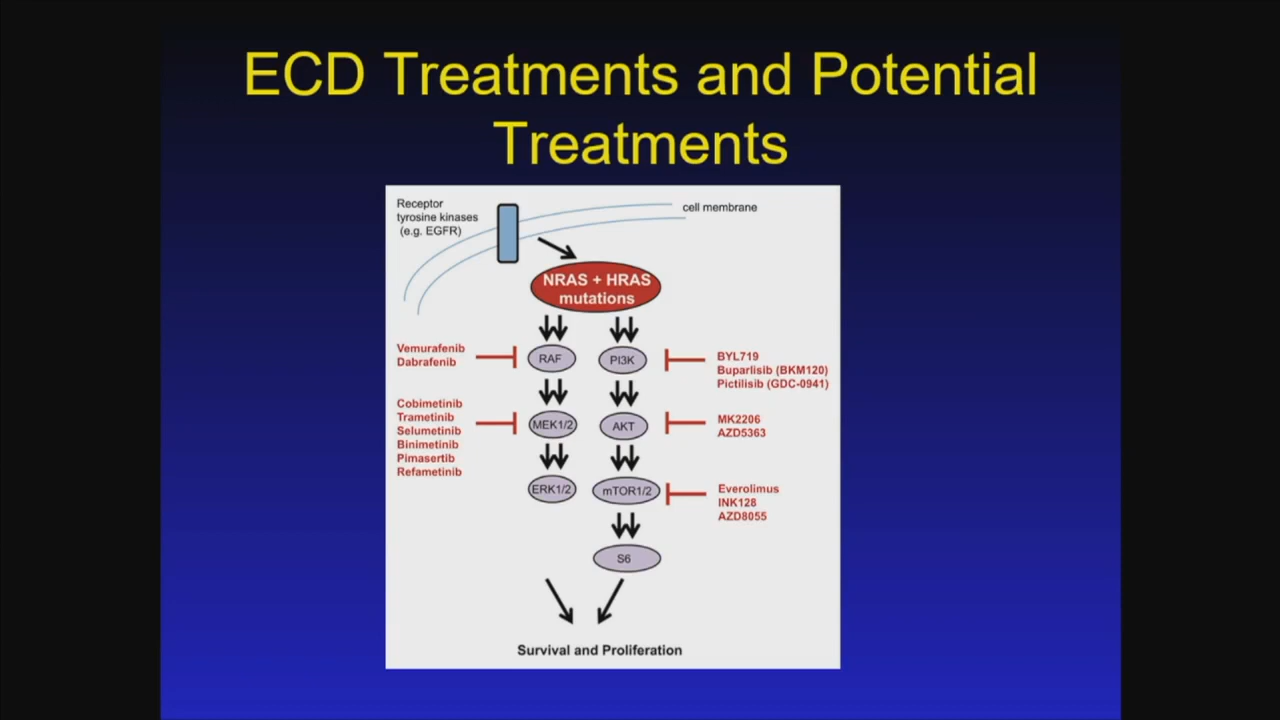 ECD Treatments and Potential
Treatments
Receptor
tyrosine kinases
(e.g. EGFR)
cell membrane
NRAS + HRAS
mutations
Vemurafenib
Dabrafenib
RAF
PI3K
BYL719
Buparlisib (BKM120)
Pictilisib (GDC-0941)
Cobimetinib
Trametinib
Selumetinib
Binimetinib
Pimasertib
Refametinib
MEK1/2
AKT
MK2206
AZD5363
ERK1/2
mTOR1/2
Everolimus
INK128
AZD8055
S6
Survival and Proliferation